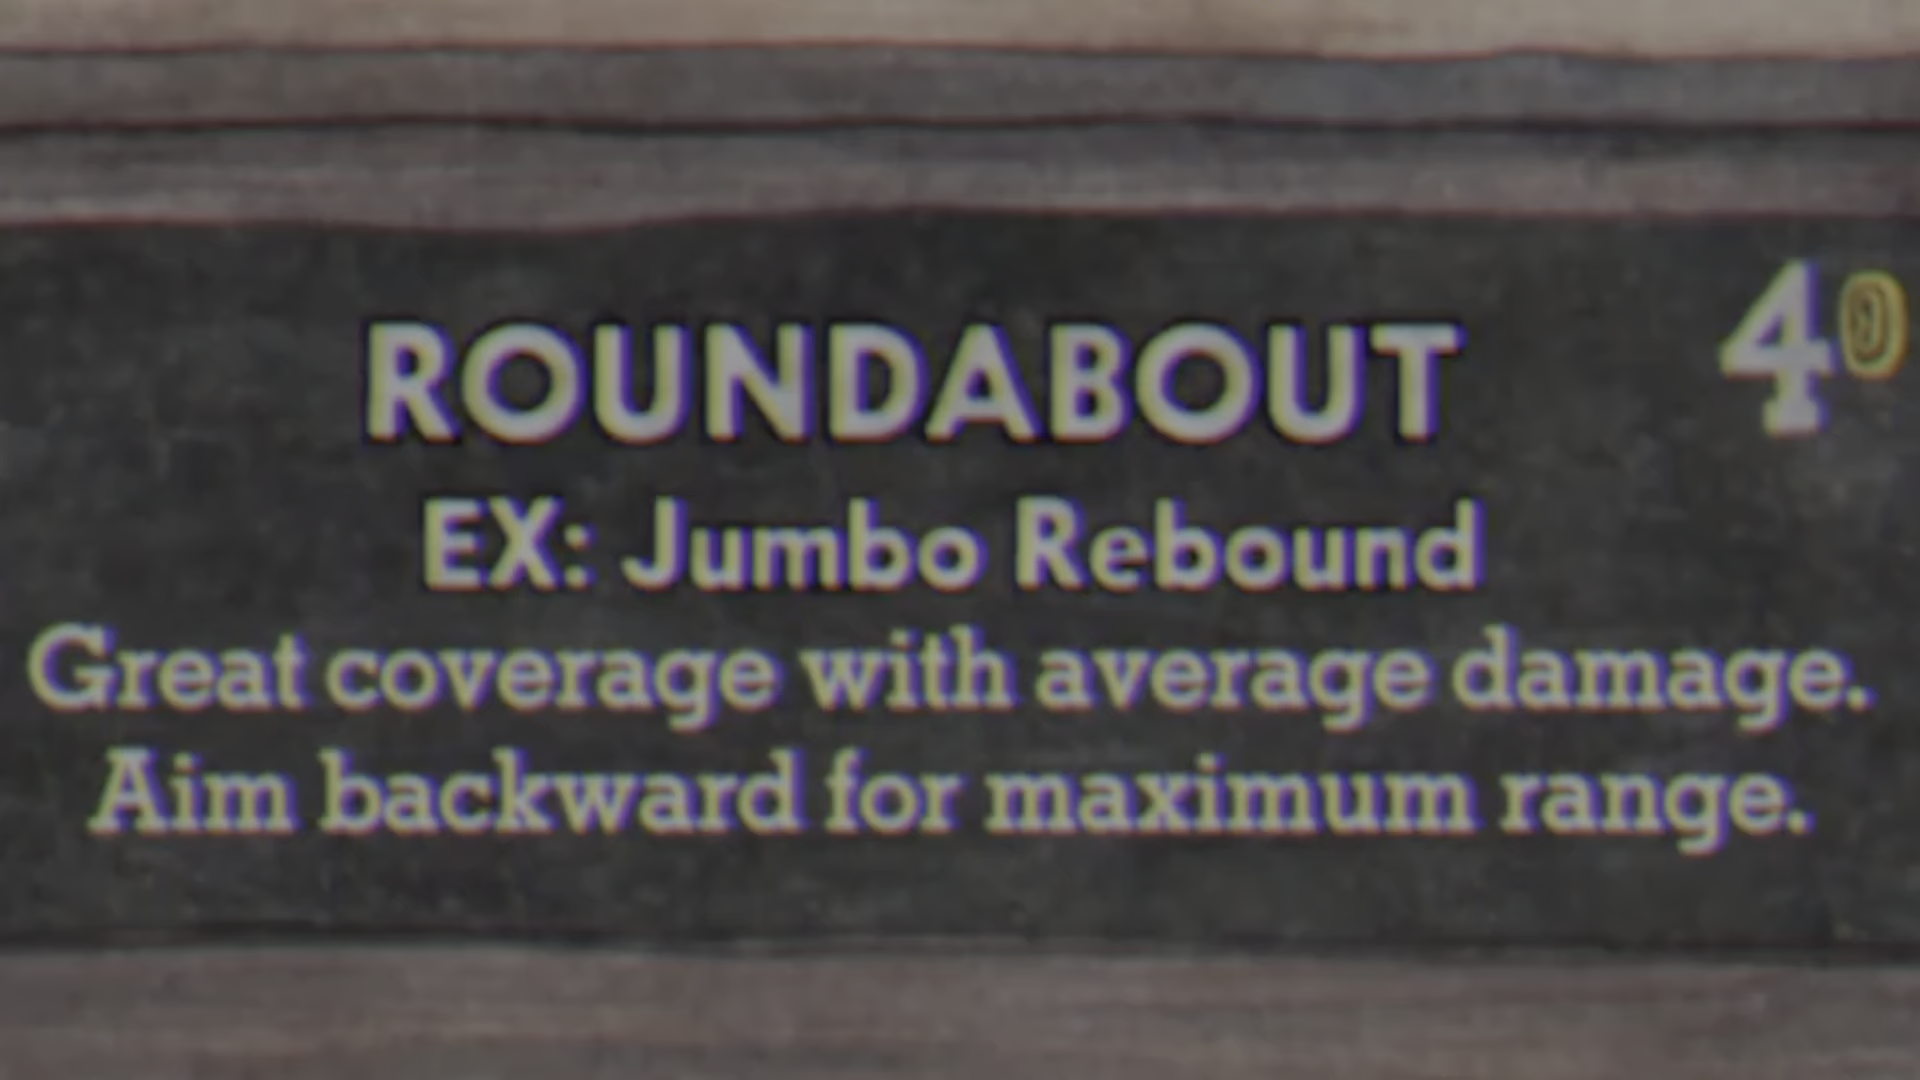 4
ROUNDABOUT
EX: Jumbo Rebound
Great coverage with average damage.
Aim backward for maximum range.